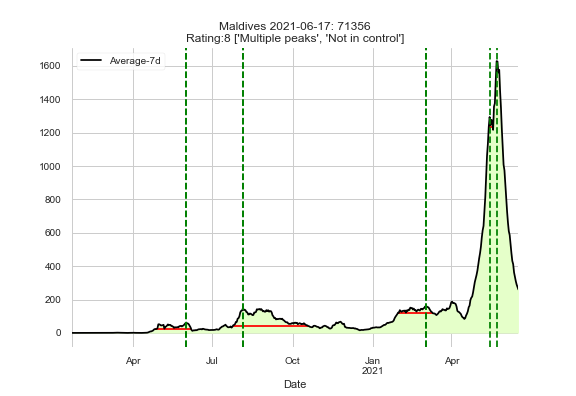 Maldives 2021-06-17: 71356
Rating:8 ['Multiple peaks', 'Not in control']
Average-7d
1600
1400
1200
1000
800
600
400
200
0
Apr
Jul
Oct
Jan
2021
Apr
Date